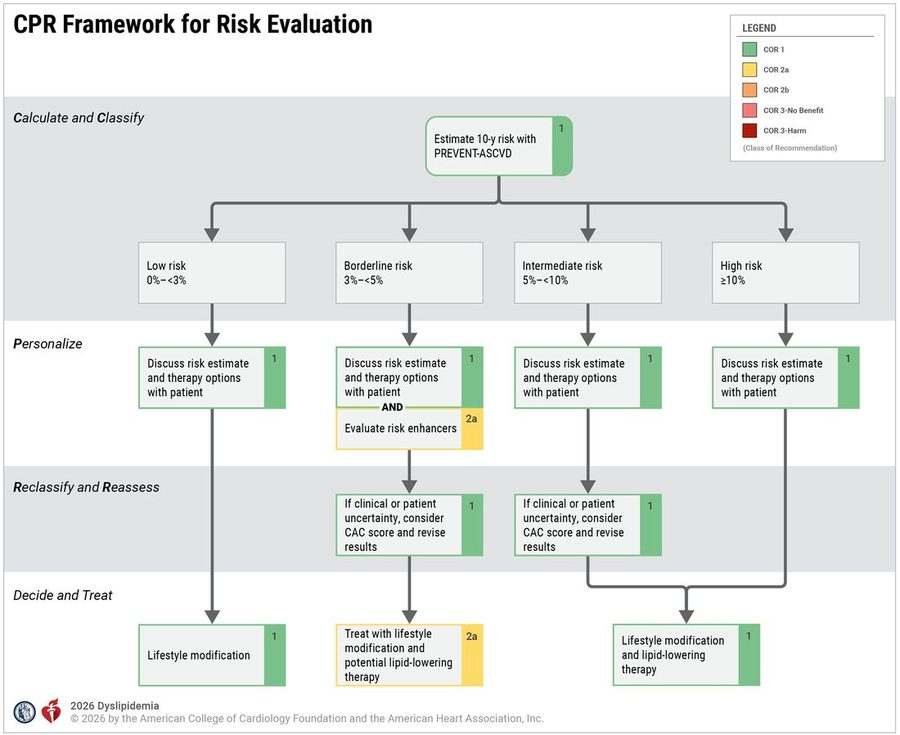 CPR Framework for Risk Evaluation
LEGEND
COR 1
COR 2a
COR 2b
COR 3-No Benefit
COR 3-Harm
(Class of Recommendation)
Calculate and Classify
Estimate 10-y risk with
PREVENT-ASCVD
1
Low risk
0%–<3%
Borderline risk
3%–<5%
Intermediate risk
5%–<10%
High risk
≥10%
Personalize
Discuss risk estimate
and therapy options
with patient
1
Discuss risk estimate
and therapy options
with patient
1
AND
Evaluate risk enhancers
2a
Discuss risk estimate
and therapy options
with patient
1
Discuss risk estimate
and therapy options
with patient
1
Reclassify and Reassess
If clinical or patient
uncertainty, consider
CAC score and revise
results
1
If clinical or patient
uncertainty, consider
CAC score and revise
results
1
Decide and Treat
Lifestyle modification
1
Treat with lifestyle
modification and
potential lipid-lowering
therapy
2a
Lifestyle modification
and lipid-lowering
therapy
1
2026 Dyslipidemia
© 2026 by the American College of Cardiology Foundation and the American Heart Association, Inc.